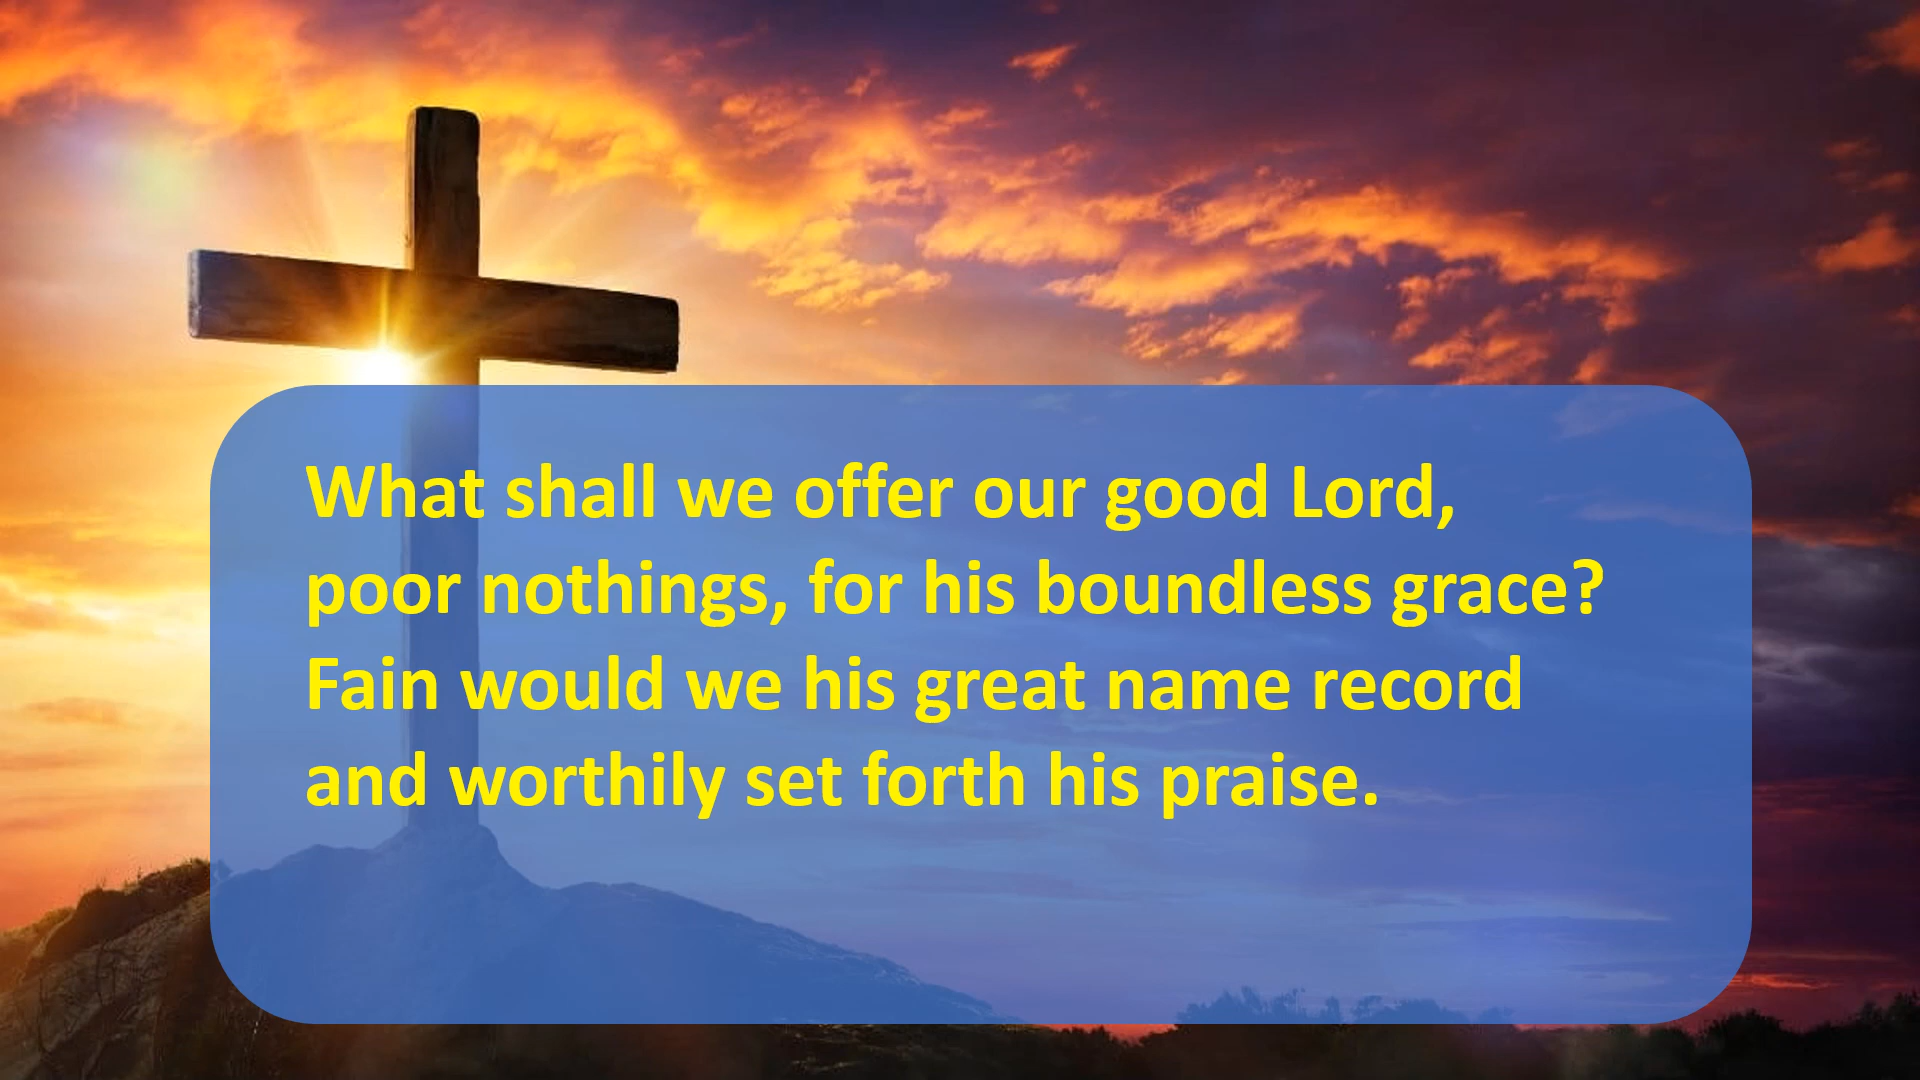 What shall we offer our good Lord,
poor nothings, for his boundless grace?
Fain would we his great name record
and worthily set forth his praise.